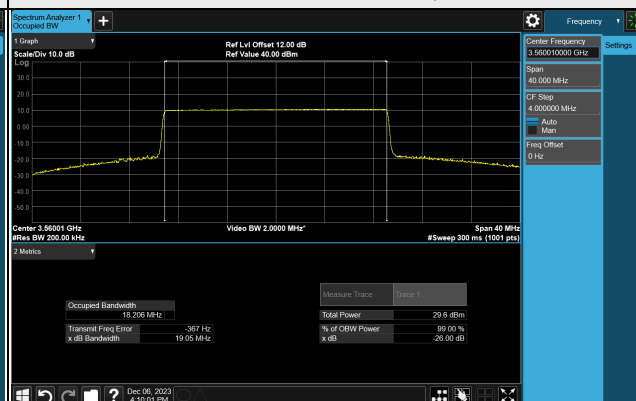 Spectrum Analyzer 1
Occupied BW
+
Frequency
1 Graph
Scale/Div 10.0 dB
Ref Lvl Offset 12.00 dB
Ref Value 40.00 dBm
Log
30.0
20.0
10.0
0.00
-10.0
-20.0
-30.0
-40.0
-50.0
Center 3.56001 GHz
#Res BW 200.00 kHz
Video BW 2.0000 MHz*
Span 40 MHz
#Sweep 300 ms (1001 pts)
2 Metrics
Occupied Bandwidth
18.206 MHz
Transmit Freq Error -367 Hz
x dB Bandwidth 19.05 MHz
Measure Trace Trace 1
Total Power 29.6 dBm
% of OBW Power 99.00 %
x dB -26.00 dB
Center Frequency
3.560010000 GHz
Settings
Span
40.000 MHz
CF Step
4.000000 MHz
Auto
Man
Freq Offset
0 Hz
?
Dec 06, 2023
4:10:01 PM